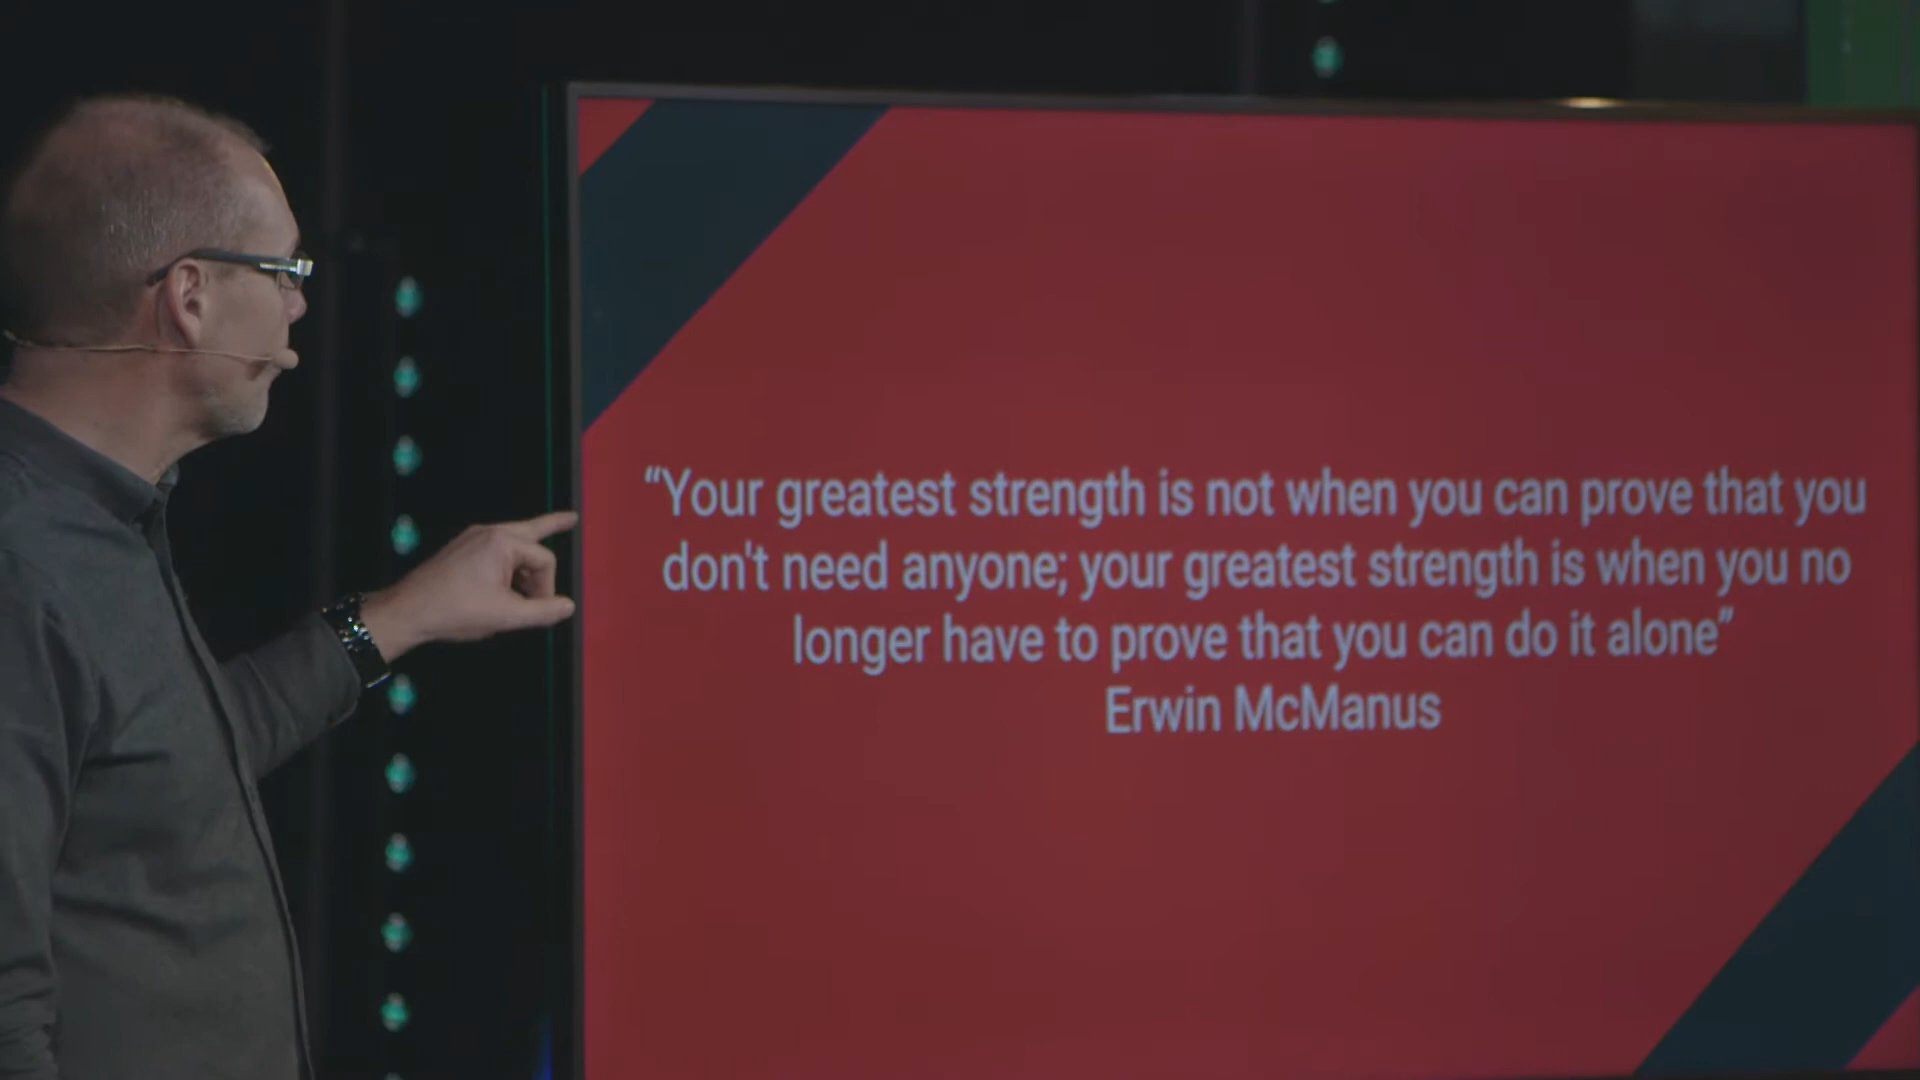 “Your greatest strength is not when you can prove that you
don't need anyone; your greatest strength is when you no
longer have to prove that you can do it alone”
Erwin McManus